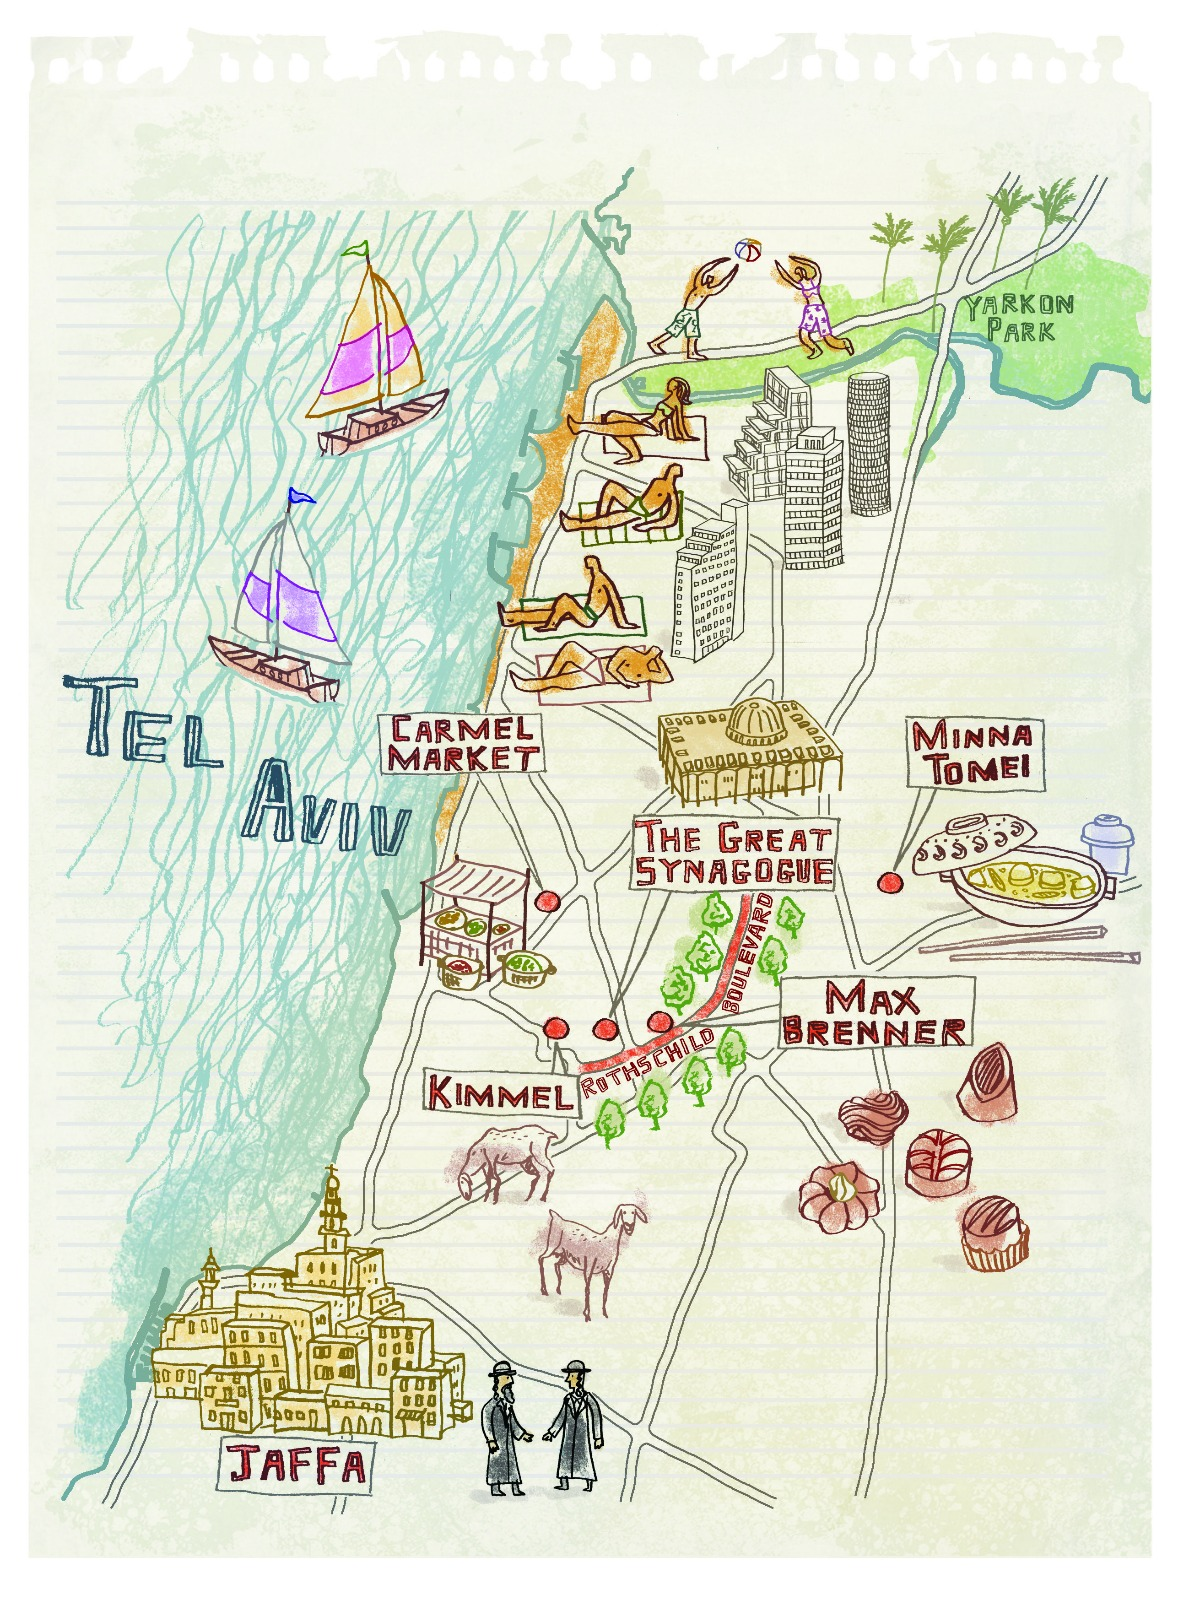 YARKON
PARK
TEL
AVIV
CARMEL
MARKET
MINNA
TOMEI
THE GREAT
SYNAGOGUE
ROTHSCHILD BOULEVARD
MAX
BRENNER
KIMMEL
JAFFA